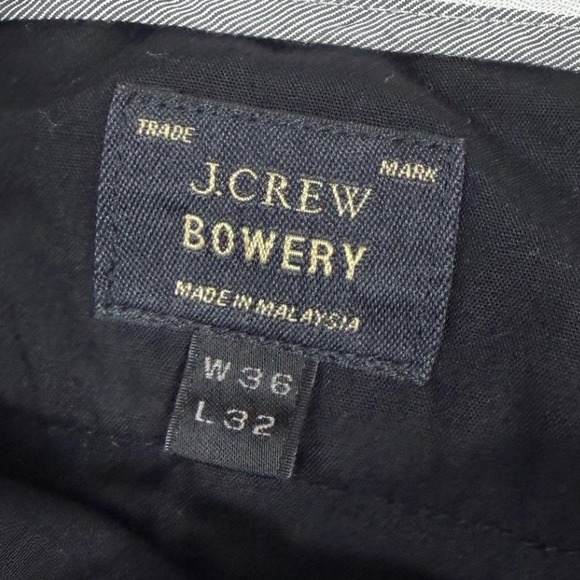 TRADE MARK
J.CREW
BOWERY
MADE IN MALAYSIA
W 36
L 32